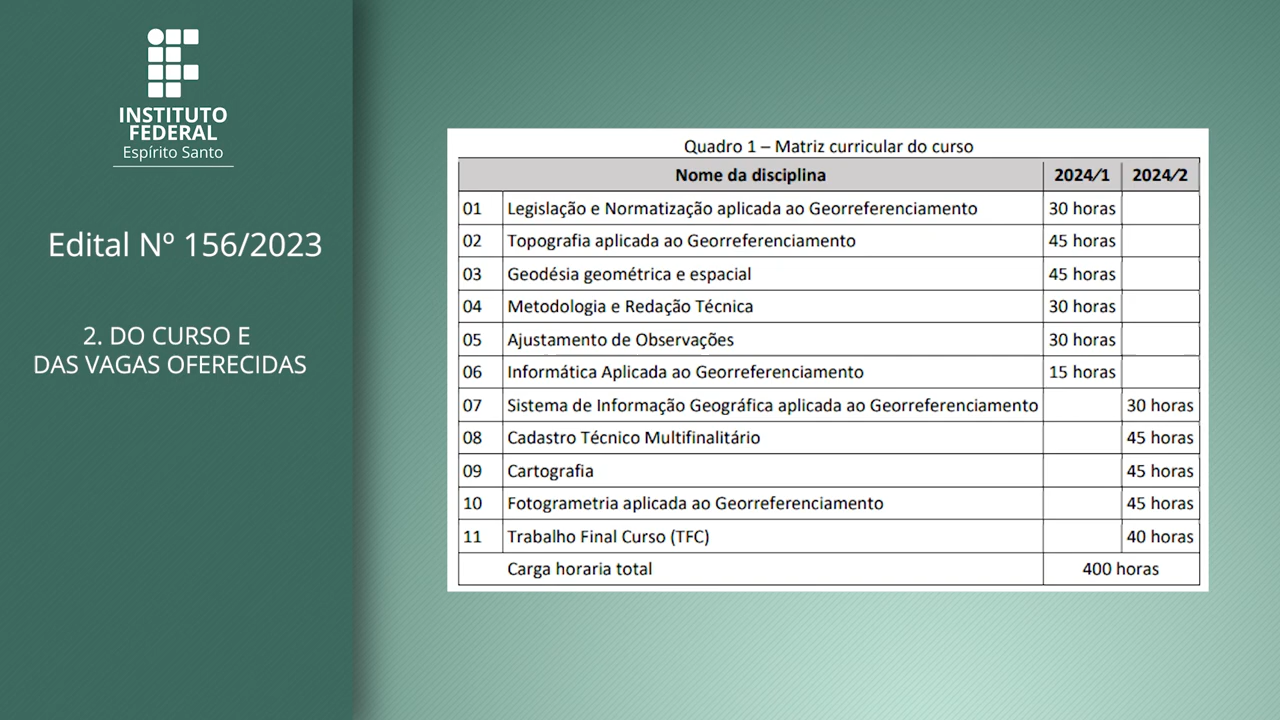 INSTITUTO
FEDERAL
Espírito Santo
Edital Nº 156/2023
2. DO CURSO E
DAS VAGAS OFERECIDAS
Quadro 1 – Matriz curricular do curso
Nome da disciplina 2024/1 2024/2
01 Legislação e Normatização aplicada ao Georreferenciamento 30 horas
02 Topografia aplicada ao Georreferenciamento 45 horas
03 Geodésia geométrica e espacial 45 horas
04 Metodologia e Redação Técnica 30 horas
05 Ajustamento de Observações 30 horas
06 Informática Aplicada ao Georreferenciamento 15 horas
07 Sistema de Informação Geográfica aplicada ao Georreferenciamento 30 horas
08 Cadastro Técnico Multifinalitário 45 horas
09 Cartografia 45 horas
10 Fotogrametria aplicada ao Georreferenciamento 45 horas
11 Trabalho Final Curso (TFC) 40 horas
Carga horaria total 400 horas